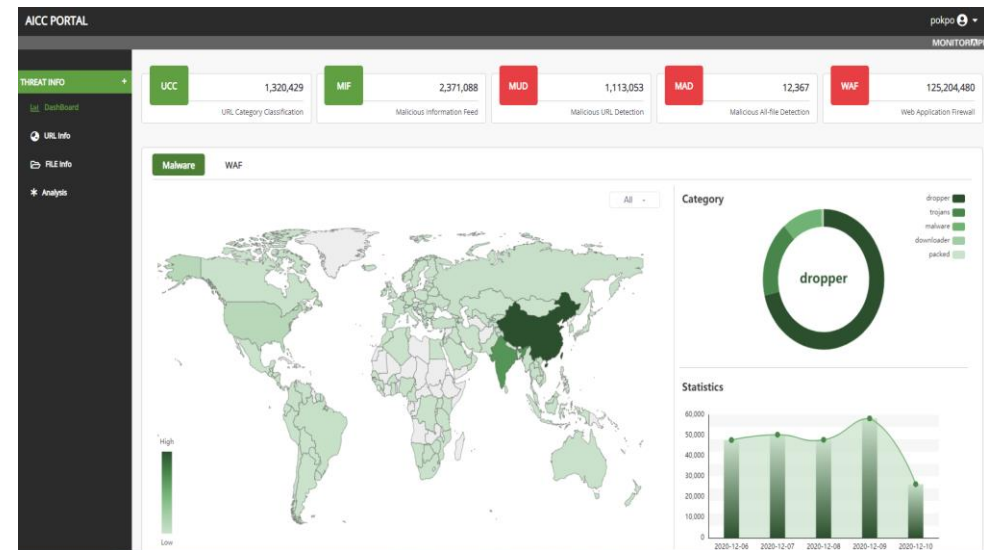 AICC PORTAL
pokpo
THREAT INFO +
DashBoard
URL Info
FILE Info
Analysis
UCC
1,320,429
URL Category Classification
MIF
2,371,088
Malicious Information Feed
MUD
1,113,053
Malicious URL Detection
MAD
12,367
Malicious All-file Detection
WAF
125,204,480
Web Application Firewall
Malware
WAF
All
High
Low
Category
dropper
trojans
malware
downloader
packed
dropper
Statistics
60,000
50,000
40,000
30,000
20,000
10,000
0
2020-12-06
2020-12-07
2020-12-08
2020-12-09
2020-12-10